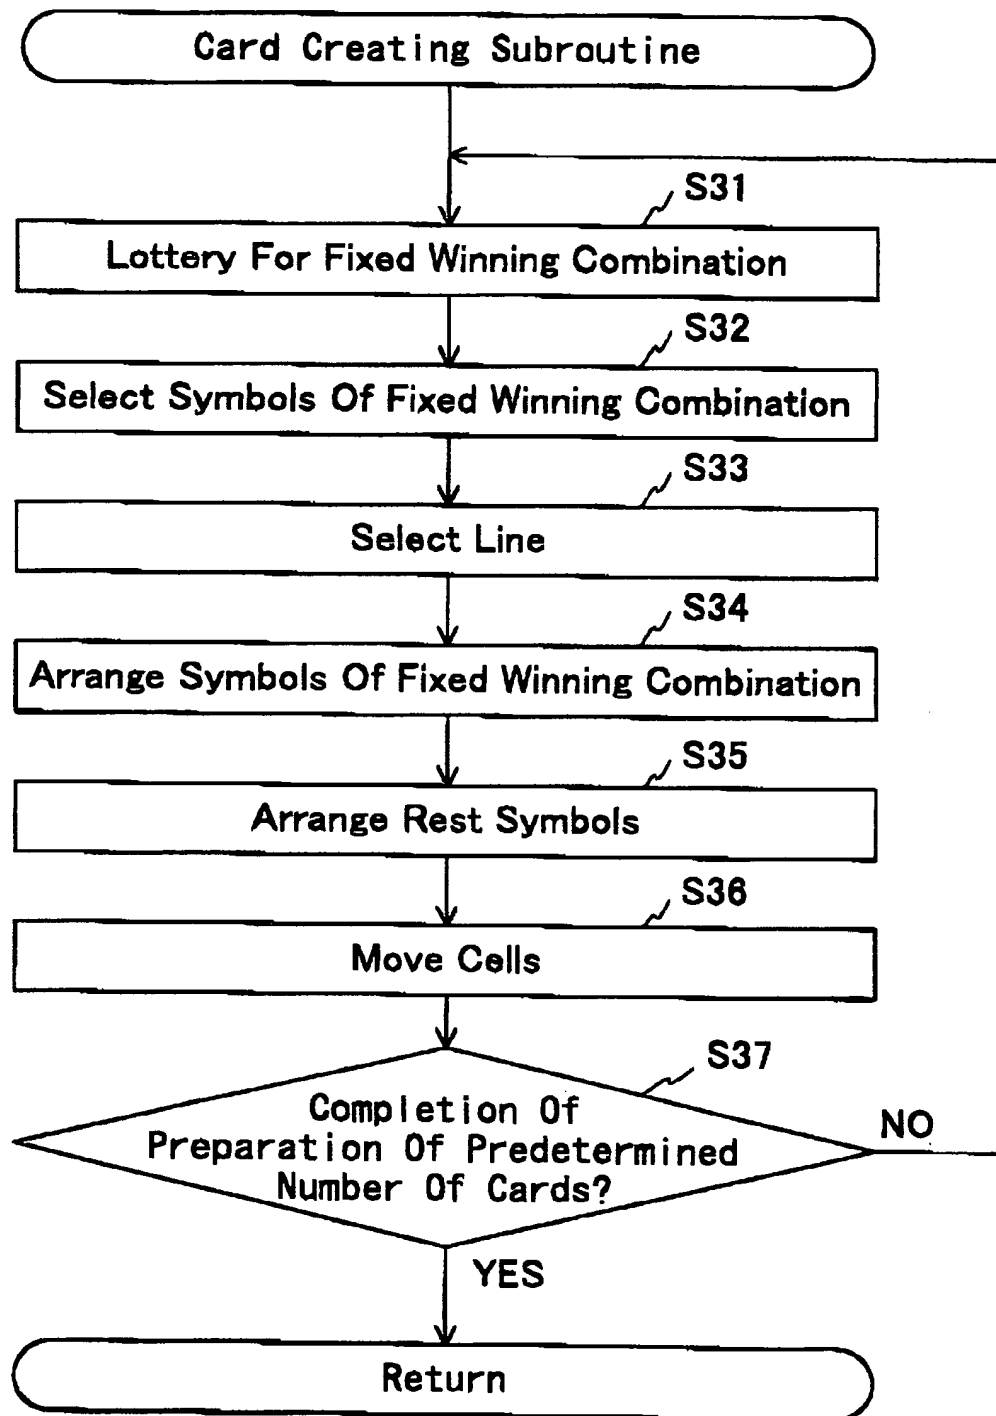 Card Creating Subroutine
S31
Lottery For Fixed Winning Combination
S32
Select Symbols Of Fixed Winning Combination
S33
Select Line
S34
Arrange Symbols Of Fixed Winning Combination
S35
Arrange Rest Symbols
S36
Move Cells
S37
Completion Of
Preparation Of Predetermined
Number Of Cards?
NO
YES
Return